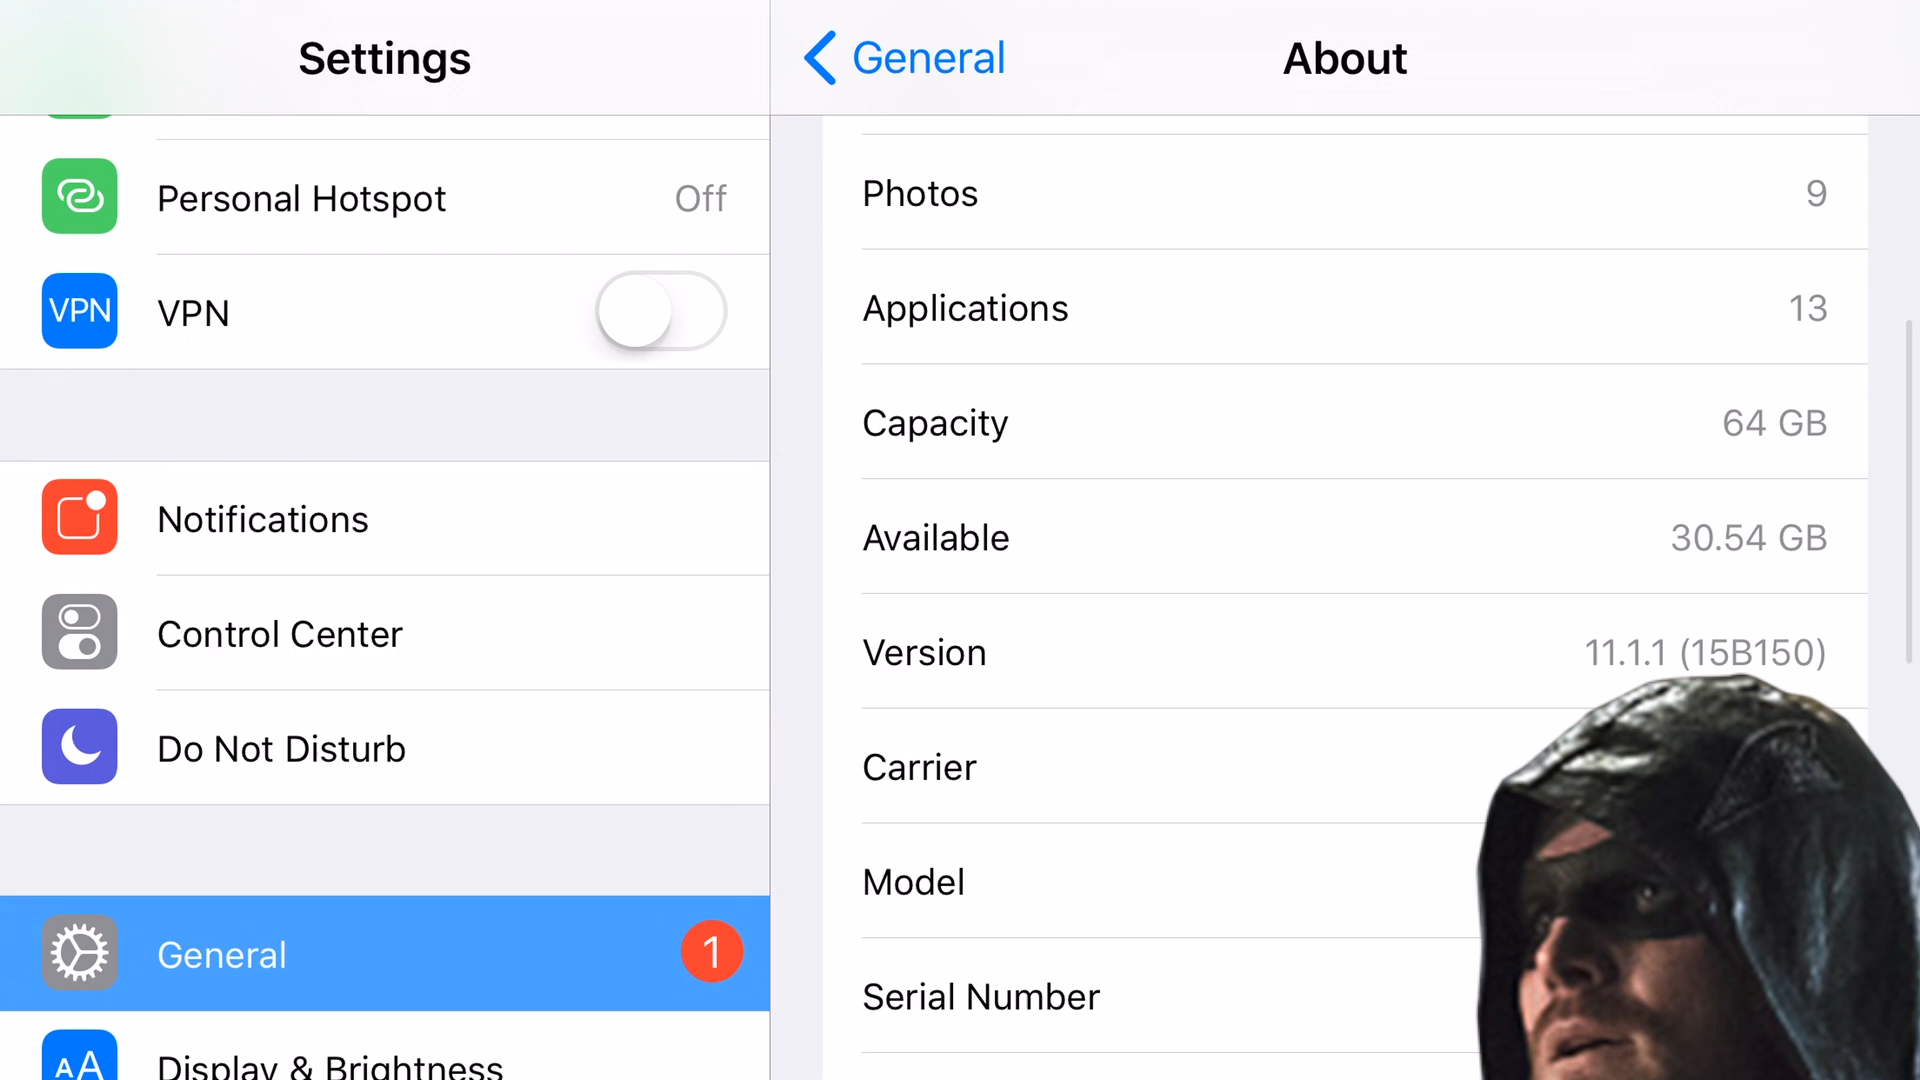 Settings
General
About
Personal Hotspot
Off
VPN
VPN
Notifications
Control Center
Do Not Disturb
General
1
AA
Display & Brightness
Photos
9
Applications
13
Capacity
64 GB
Available
30.54 GB
Version
11.1.1 (15B150)
Carrier
Model
Serial Number